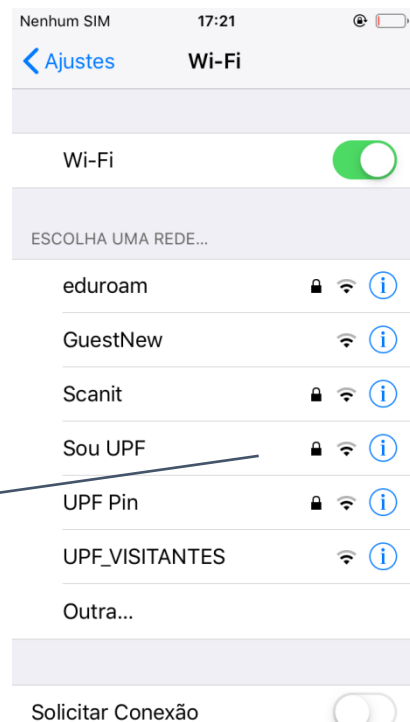 Nenhum SIM 17:21
Ajustes Wi-Fi
Wi-Fi
ESCOLHA UMA REDE...
eduroam
GuestNew
Scanit
Sou UPF
UPF Pin
UPF_VISITANTES
Outra...
Solicitar Conexão